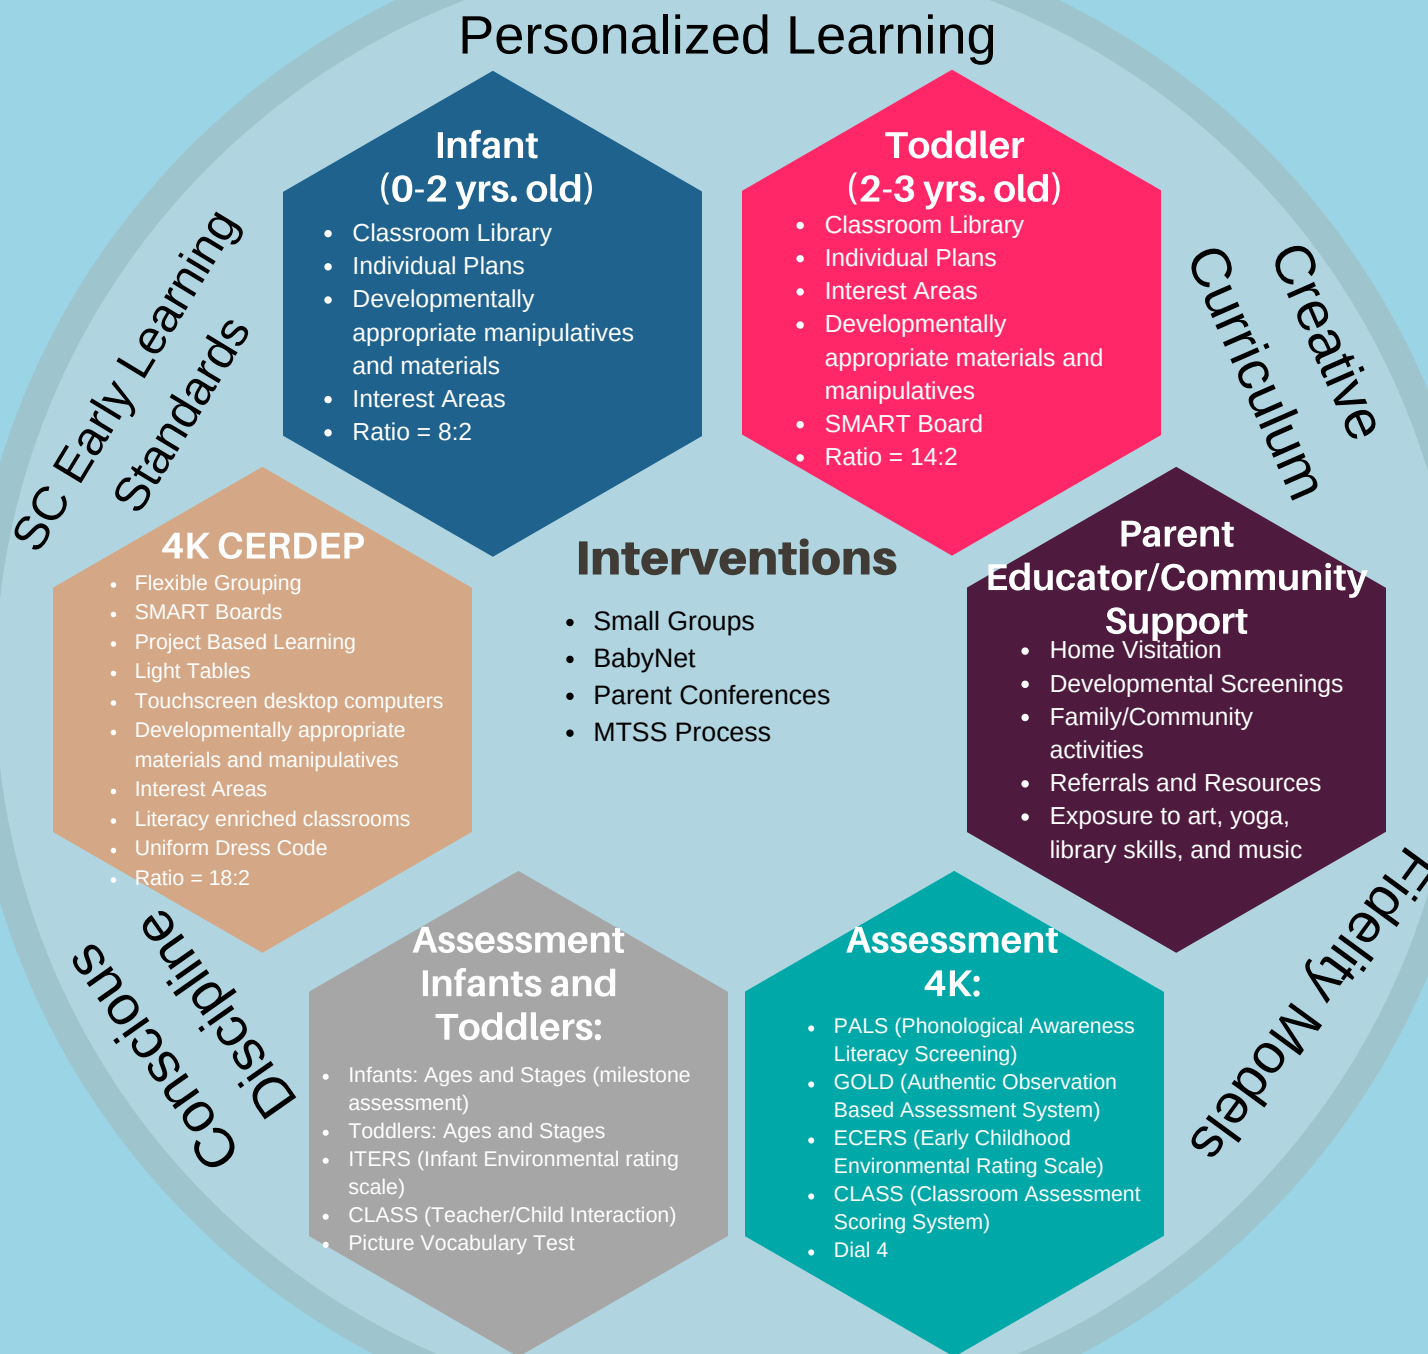 Personalized Learning
Infant
(0-2 yrs. old)
• Classroom Library
• Individual Plans
• Developmentally
appropriate manipulatives
and materials
• Interest Areas
• Ratio = 8:2
Toddler
(2-3 yrs. old)
• Classroom Library
• Individual Plans
• Interest Areas
• Developmentally
appropriate materials and
manipulatives
• SMART Board
• Ratio = 14:2
SC Early Learning
Standards
Creative
Curriculum
4K CERDEP
• Flexible Grouping
• SMART Boards
• Project Based Learning
• Light Tables
• Touchscreen desktop computers
• Developmentally appropriate
materials and manipulatives
• Interest Areas
• Literacy enriched classrooms
• Uniform Dress Code
• Ratio = 18:2
Interventions
• Small Groups
• BabyNet
• Parent Conferences
• MTSS Process
Parent
Educator/Community
Support
• Home Visitation
• Developmental Screenings
• Family/Community
activities
• Referrals and Resources
• Exposure to art, yoga,
library skills, and music
Conscious
Discipline
Assessment
Infants and
Toddlers:
• Infants: Ages and Stages (milestone
assessment)
• Toddlers: Ages and Stages
• ITERS (Infant Environmental rating
scale)
• CLASS (Teacher/Child Interaction)
• Picture Vocabulary Test
Assessment
4K:
• PALS (Phonological Awareness
Literacy Screening)
• GOLD (Authentic Observation
Based Assessment System)
• ECERS (Early Childhood
Environmental Rating Scale)
• CLASS (Classroom Assessment
Scoring System)
• Dial 4
Fidelity Models